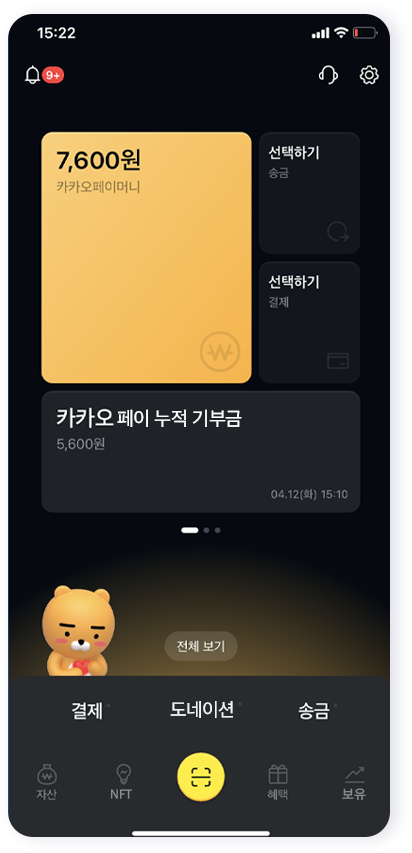 15:22
9+
7,600원
카카오페이머니
선택하기
송금
선택하기
결제
카카오 페이 누적 기부금
5,600원
04.12(화) 15:10
전체 보기
결제
도네이션
송금
자산
NFT
혜택
보유